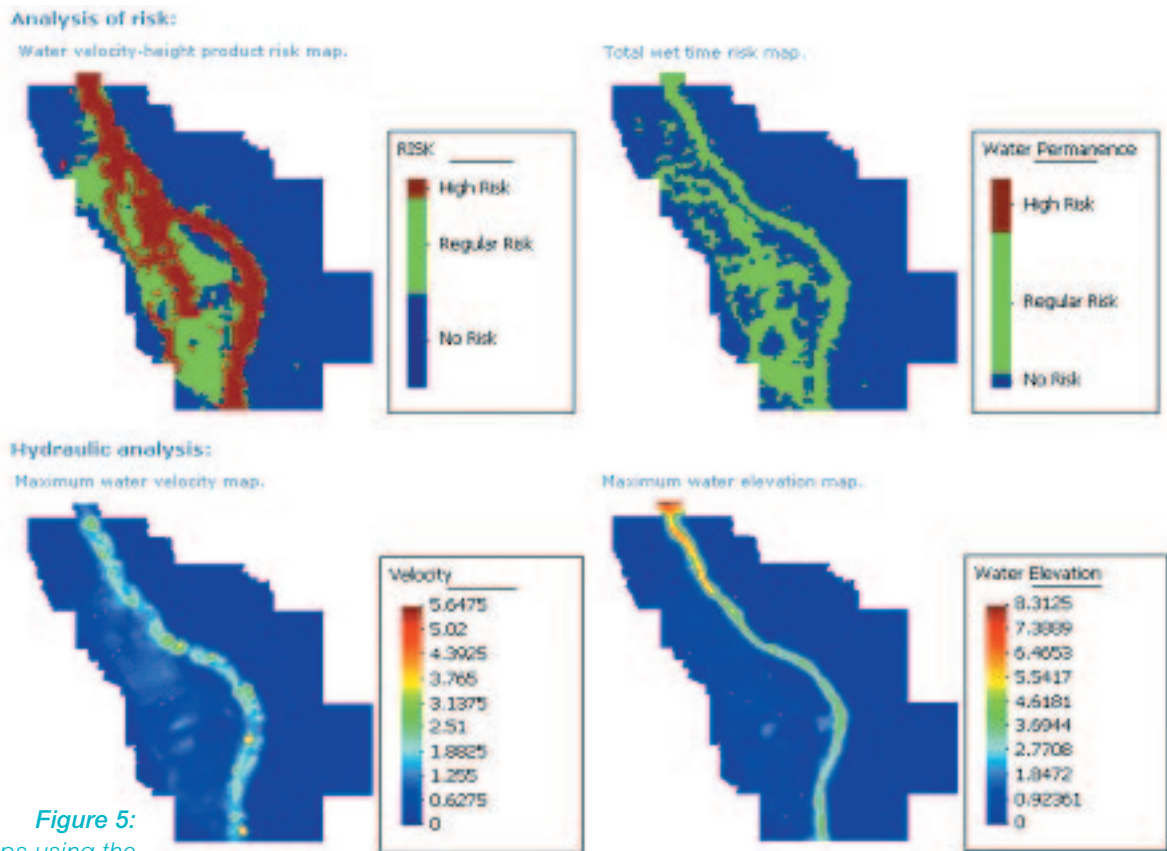 Analysis of risk:
Water velocity-height product risk map.
RISK
High Risk
Regular Risk
No Risk
Total wet time risk map.
Water Permanence
High Risk
Regular Risk
No Risk
Hydraulic analysis:
Maximum water velocity map.
Velocity
5.6475
5.02
4.3925
3.765
3.1375
2.51
1.8825
1.255
0.6275
0
Maximum water elevation map.
Water Elevation
8.3125
7.3889
6.4653
5.5417
4.6181
3.6944
2.7708
1.8472
0.92361
0
Figure 5:
using the